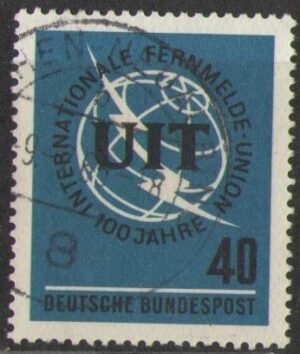 INTERNATIONALE FERNMELDE-UNION
100 JAHRE
UIT
40
DEUTSCHE BUNDESPOST